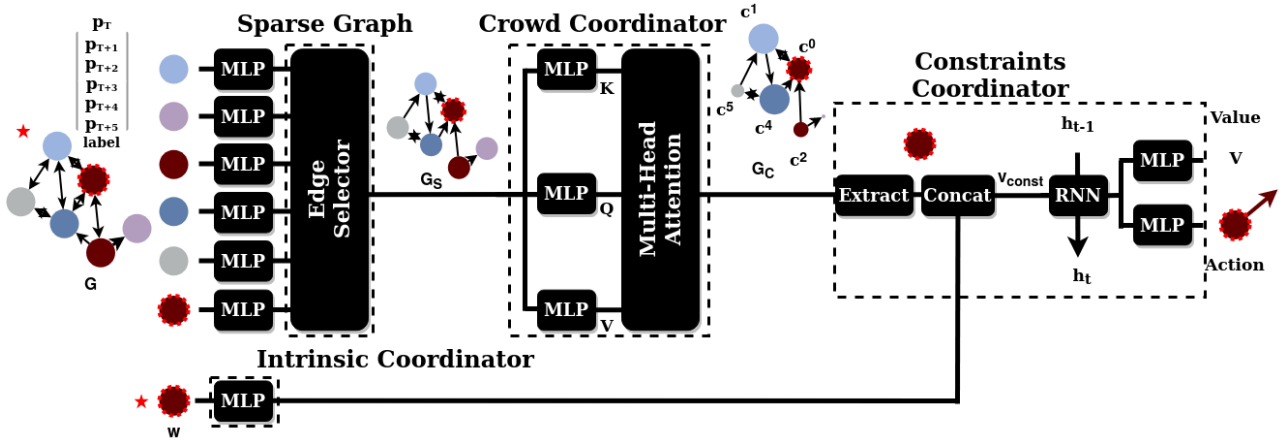 p_T
p_T+1
p_T+2
p_T+3
p_T+4
p_T+5
label
G
Sparse Graph
MLP
MLP
MLP
MLP
MLP
MLP
Edge
Selector
G_S
Crowd Coordinator
MLP
K
MLP
Q
MLP
V
Multi-Head
Attention
c^1
c^0
c^5
c^4
c^2
G_C
Constraints
Coordinator
Extract
Concat
v_const
h_t-1
RNN
h_t
MLP
MLP
Value
V
Action
Intrinsic Coordinator
MLP
w